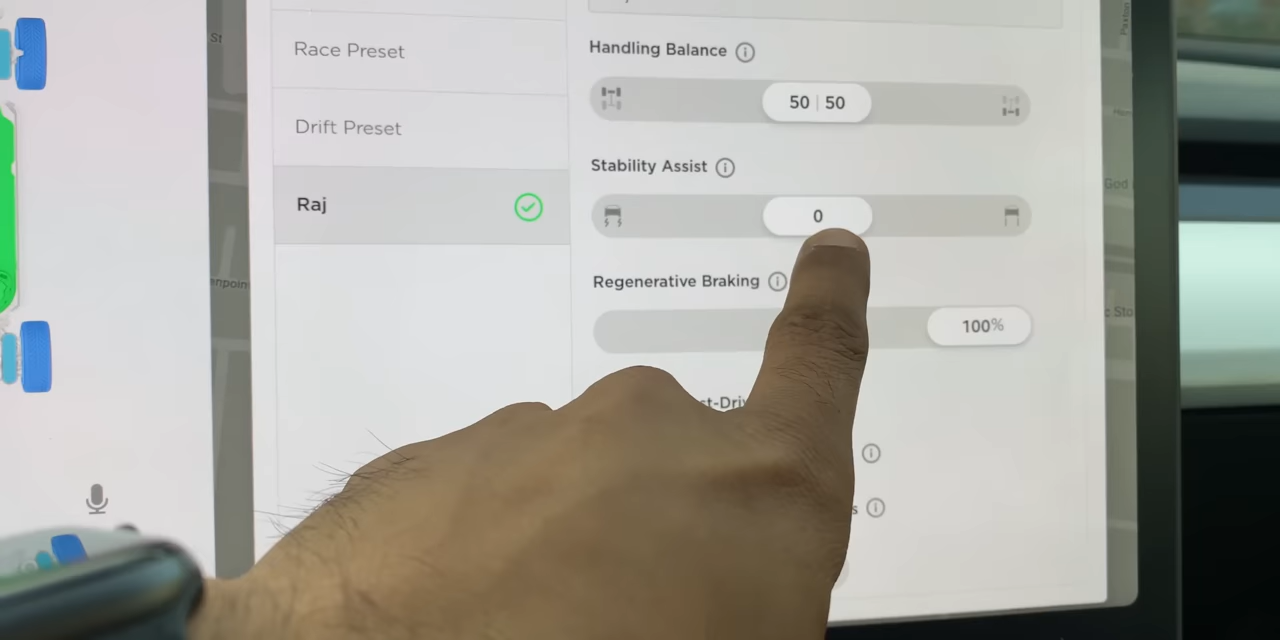 Race Preset
Drift Preset
Raj
Handling Balance
50 | 50
Stability Assist
0
Regenerative Braking
100%